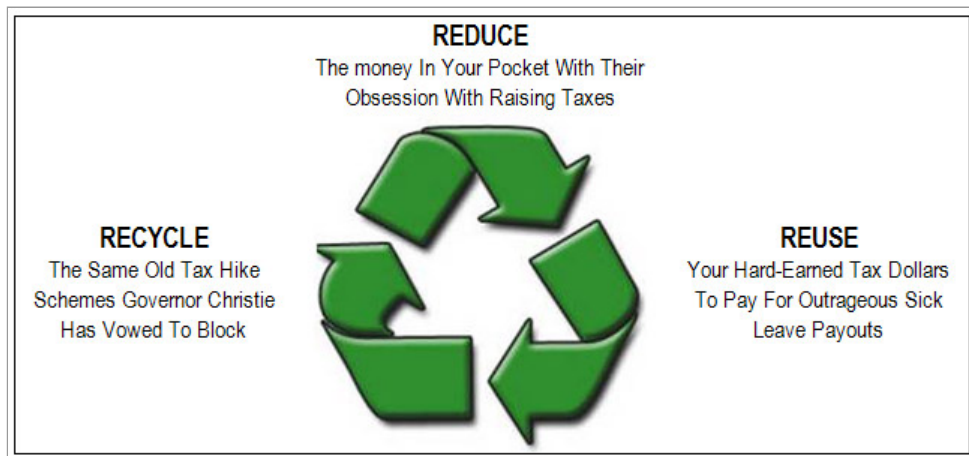 REDUCE
The money In Your Pocket With Their
Obsession With Raising Taxes
RECYCLE
The Same Old Tax Hike
Schemes Governor Christie
Has Vowed To Block
REUSE
Your Hard-Earned Tax Dollars
To Pay For Outrageous Sick
Leave Payouts